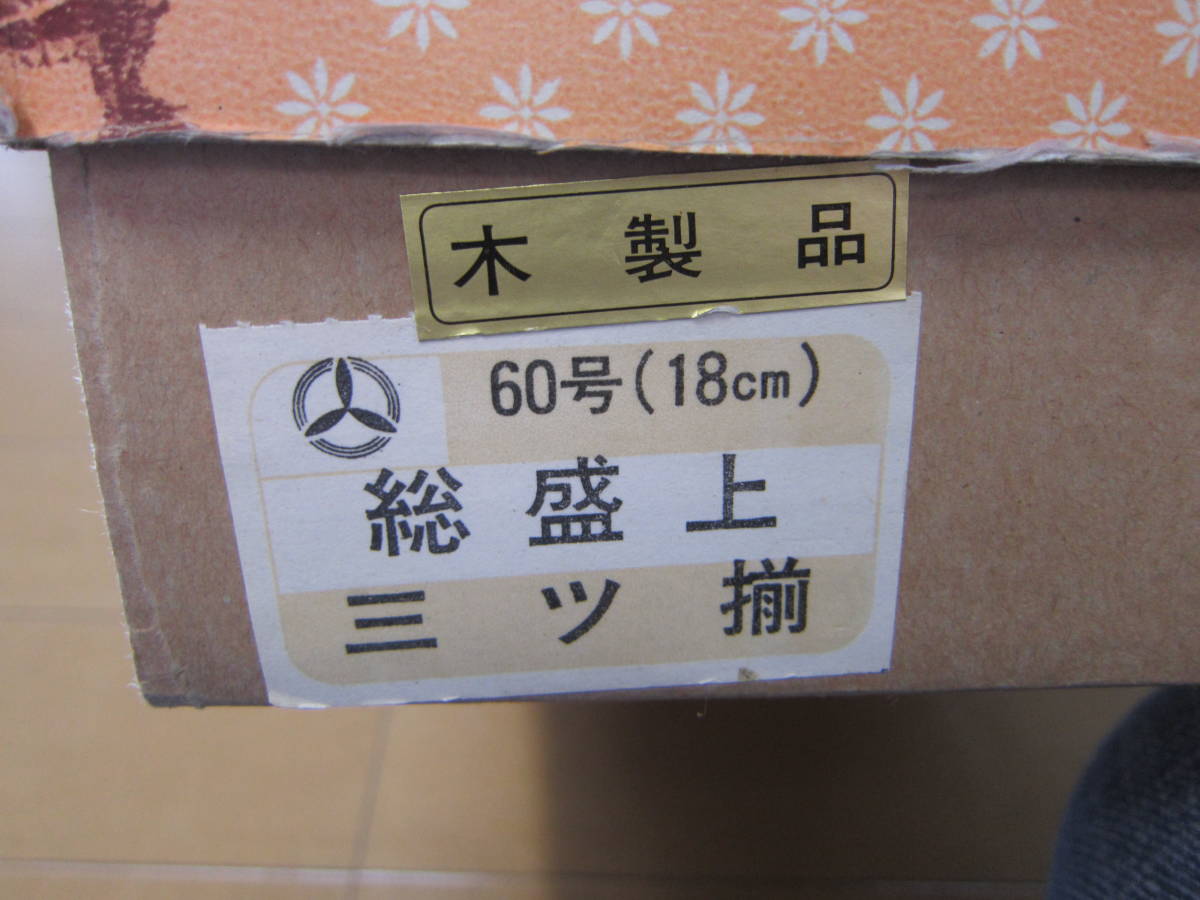 木製品
60号(18cm)
総盛上
三ツ揃